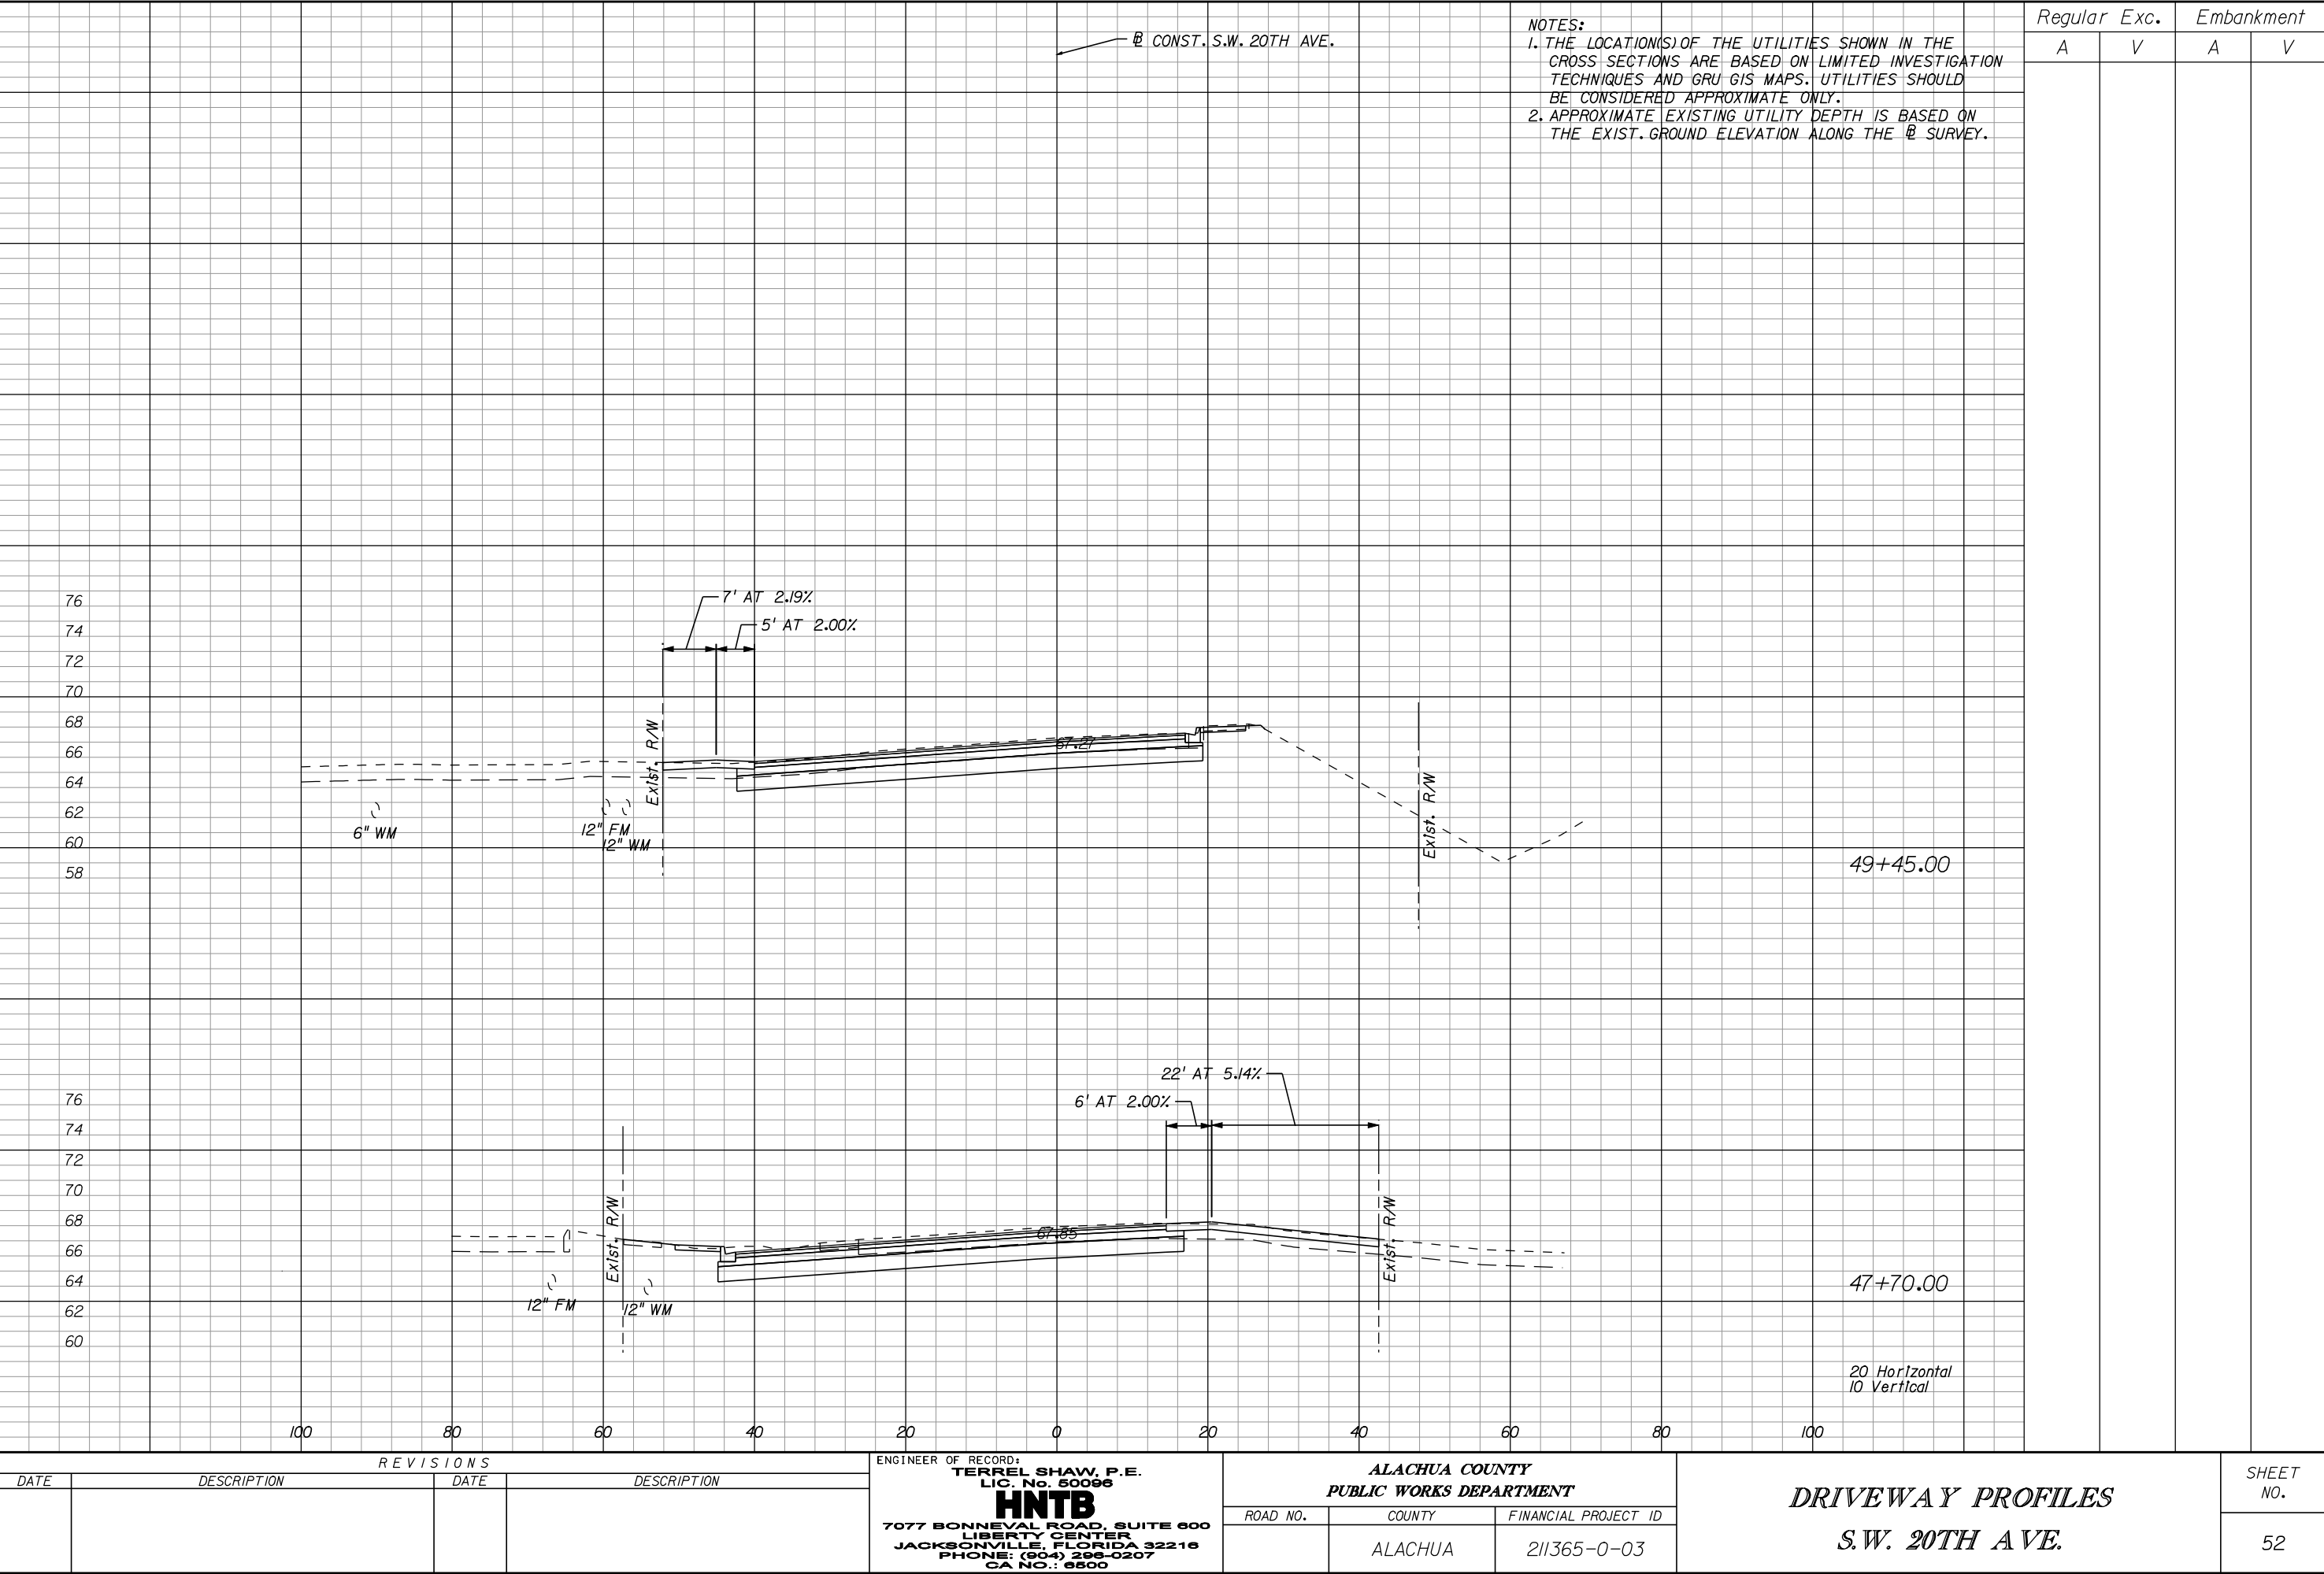 ℄ CONST. S.W. 20TH AVE.
NOTES:
1. THE LOCATION(S) OF THE UTILITIES SHOWN IN THE
CROSS SECTIONS ARE BASED ON LIMITED INVESTIGATION
TECHNIQUES AND GRU GIS MAPS. UTILITIES SHOULD
BE CONSIDERED APPROXIMATE ONLY.
2. APPROXIMATE EXISTING UTILITY DEPTH IS BASED ON
THE EXIST. GROUND ELEVATION ALONG THE ℄ SURVEY.
Regular Exc. Embankment
A V A V
76
74
72
70
68
66
64
62
60
58
7' AT 2.19%
5' AT 2.00%
Exist. R/W
67.27
Exist. R/W
6" WM
12" FM
12" WM
49+45.00
76
74
72
70
68
66
64
62
60
22' AT 5.14%
6' AT 2.00%
Exist. R/W
67.85
Exist. R/W
12" FM
12" WM
47+70.00
20 Horizontal
10 Vertical
100 80 60 40 20 0 20 40 60 80 100
REVISIONS
DATE DESCRIPTION DATE DESCRIPTION
ENGINEER OF RECORD:
TERREL SHAW, P.E.
LIC. No. 50096
HNTB
7077 BONNEVAL ROAD, SUITE 600
LIBERTY CENTER
JACKSONVILLE, FLORIDA 32216
PHONE: (904) 296-0207
CA NO.: 6500
ALACHUA COUNTY
PUBLIC WORKS DEPARTMENT
ROAD NO. COUNTY FINANCIAL PROJECT ID
ALACHUA 211365-0-03
DRIVEWAY PROFILES
S.W. 20TH AVE.
SHEET
NO.
52